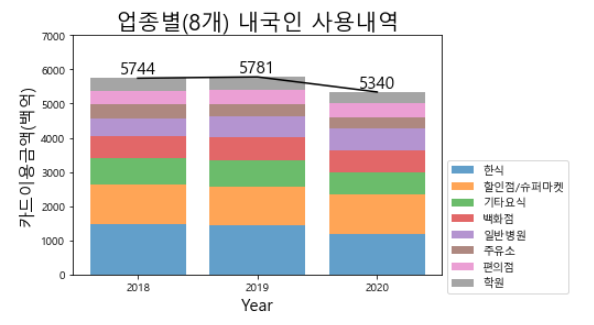 업종별(8개) 내국인 사용내역
카드이용금액(백억)
7000
6000
5000
4000
3000
2000
1000
0
5744
5781
5340
2018
2019
2020
Year
한식
할인점/슈퍼마켓
기타요식
백화점
일반병원
주유소
편의점
학원